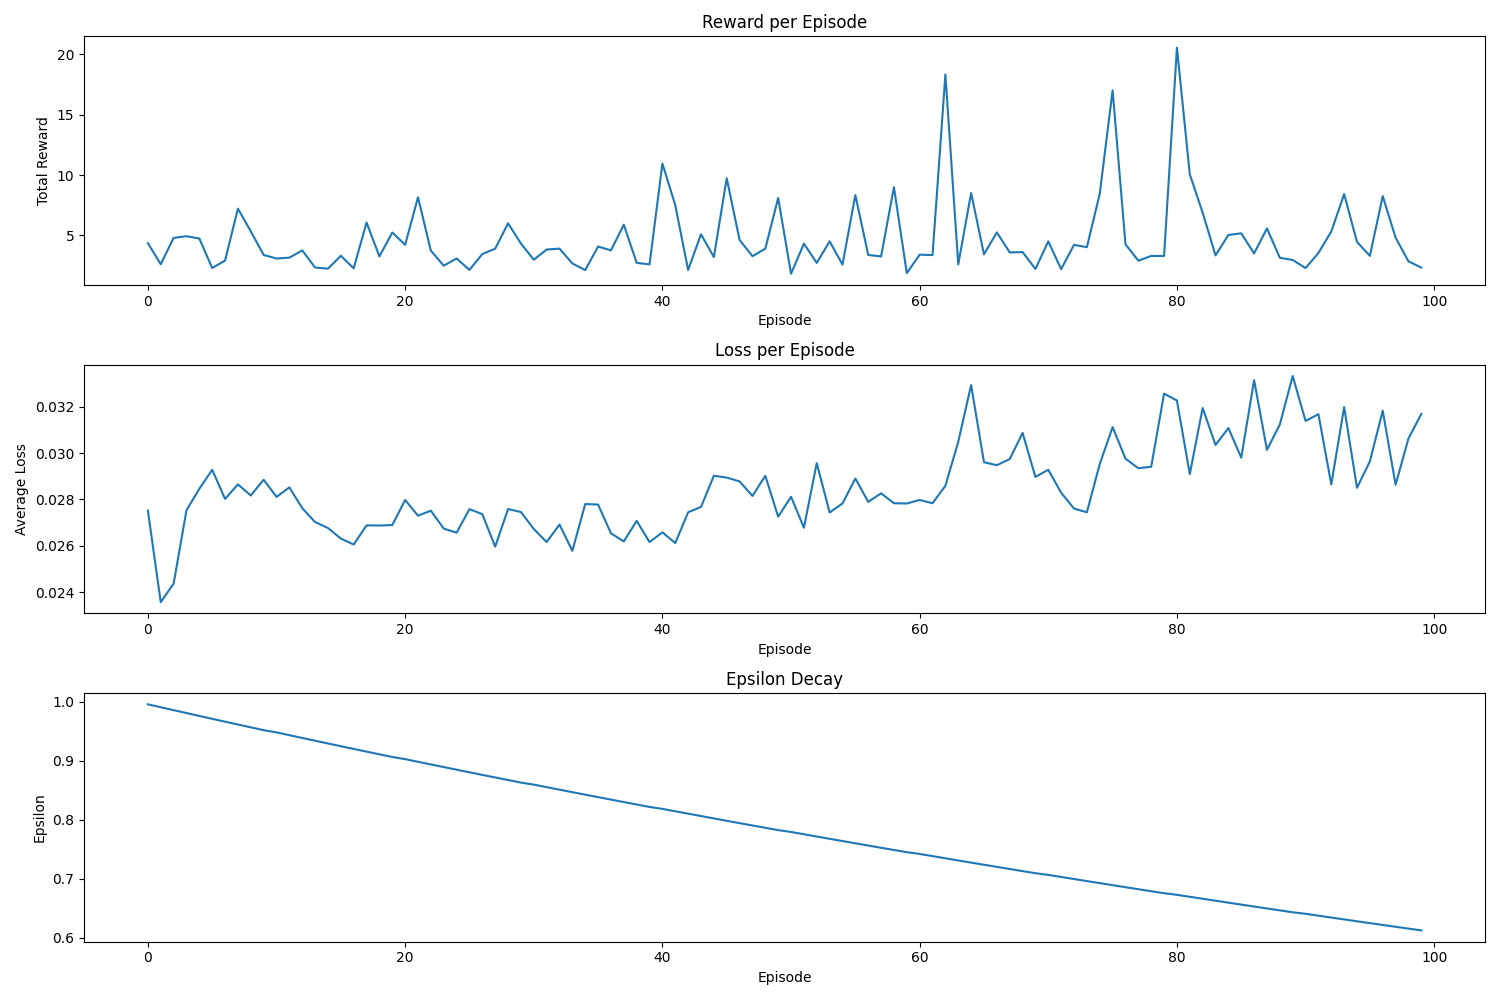 Reward per Episode
Total Reward
20
15
10
5
0 20 40 60 80 100
Episode
Loss per Episode
Average Loss
0.032
0.030
0.028
0.026
0.024
0 20 40 60 80 100
Episode
Epsilon Decay
Epsilon
1.0
0.9
0.8
0.7
0.6
0 20 40 60 80 100
Episode